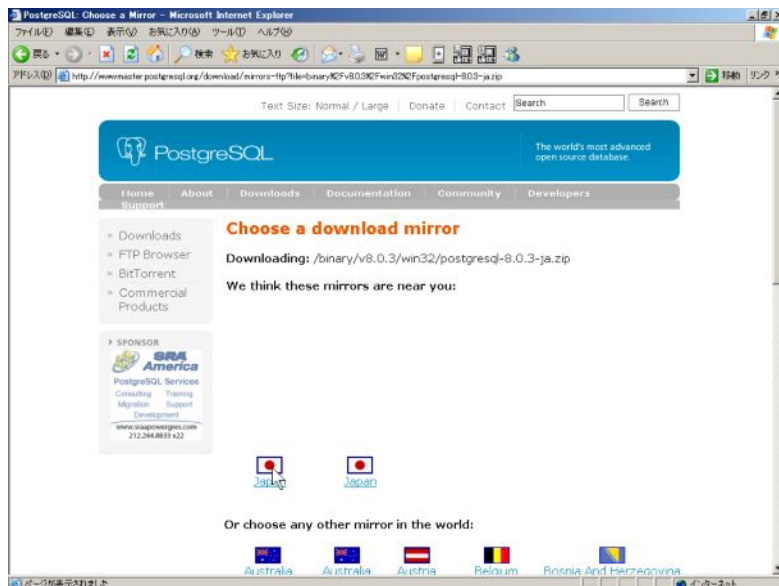 PostgreSQL: Choose a Mirror - Microsoft Internet Explorer
ファイル(F) 編集(E) 表示(V) お気に入り(A) ツール(T) ヘルプ(H)
戻る 検索 お気に入り
アドレス(D) http://wwwmaster.postgresql.org/download/mirrors-ftp?file=binary%2Fv8.0.3%2Fwin32%2Fpostgresql-8.0.3-ja.zip 移動 リンク »
Text Size: Normal / Large Donate Contact Search Search
PostgreSQL
The world's most advanced
open source database.
Home About Downloads Documentation Community Developers
Support
Downloads
FTP Browser
BitTorrent
Commercial
Products
Choose a download mirror
Downloading: /binary/v8.0.3/win32/postgresql-8.0.3-ja.zip
We think these mirrors are near you:
SPONSOR
SRA
America
PostgreSQL Services
Consulting Training
Migration Support
Development
www.sraapowergres.com
212.244.8833 x22
Japan Japan
Or choose any other mirror in the world:
Australia Australia Austria Belgium Bosnia And Herzegovina
ページが表示されました インターネット